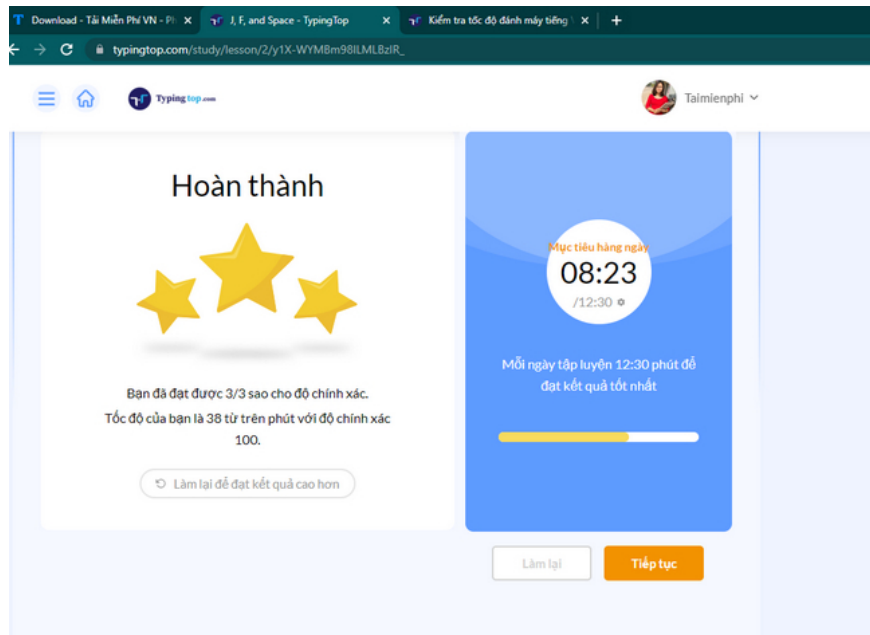 Download - Tải Miễn Phí VN - Ph
J, F, and Space - TypingTop
Kiểm tra tốc độ đánh máy tiếng
typingtop.com/study/lesson/2/y1X-WYMBm98ILMLBzIR_
Typing top.com
Taimienphi
Hoàn thành
Bạn đã đạt được 3/3 sao cho độ chính xác.
Tốc độ của bạn là 38 từ trên phút với độ chính xác
100.
Làm lại để đạt kết quả cao hơn
Mục tiêu hàng ngày
08:23
/12:30
Mỗi ngày tập luyện 12:30 phút để
đạt kết quả tốt nhất
Làm lại
Tiếp tục